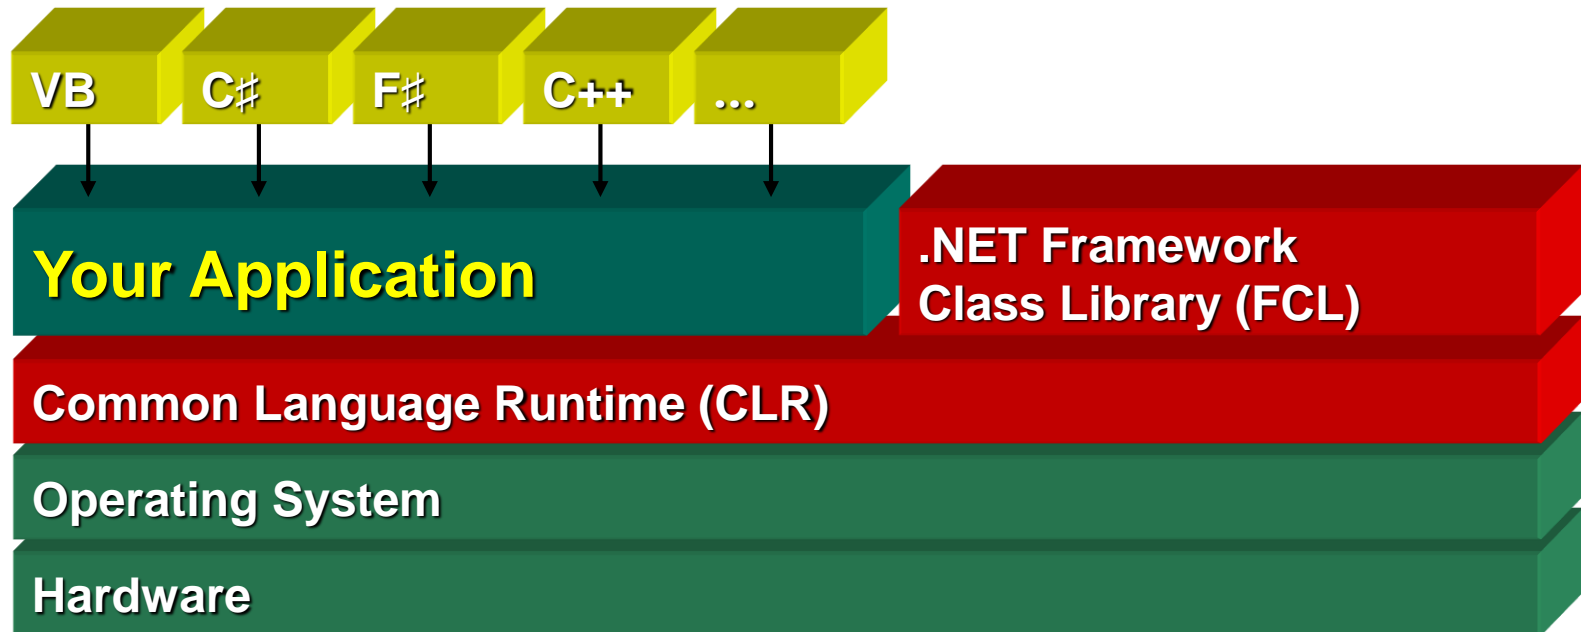 VB
C♯
F♯
C++
...
Your Application
.NET Framework
Class Library (FCL)
Common Language Runtime (CLR)
Operating System
Hardware